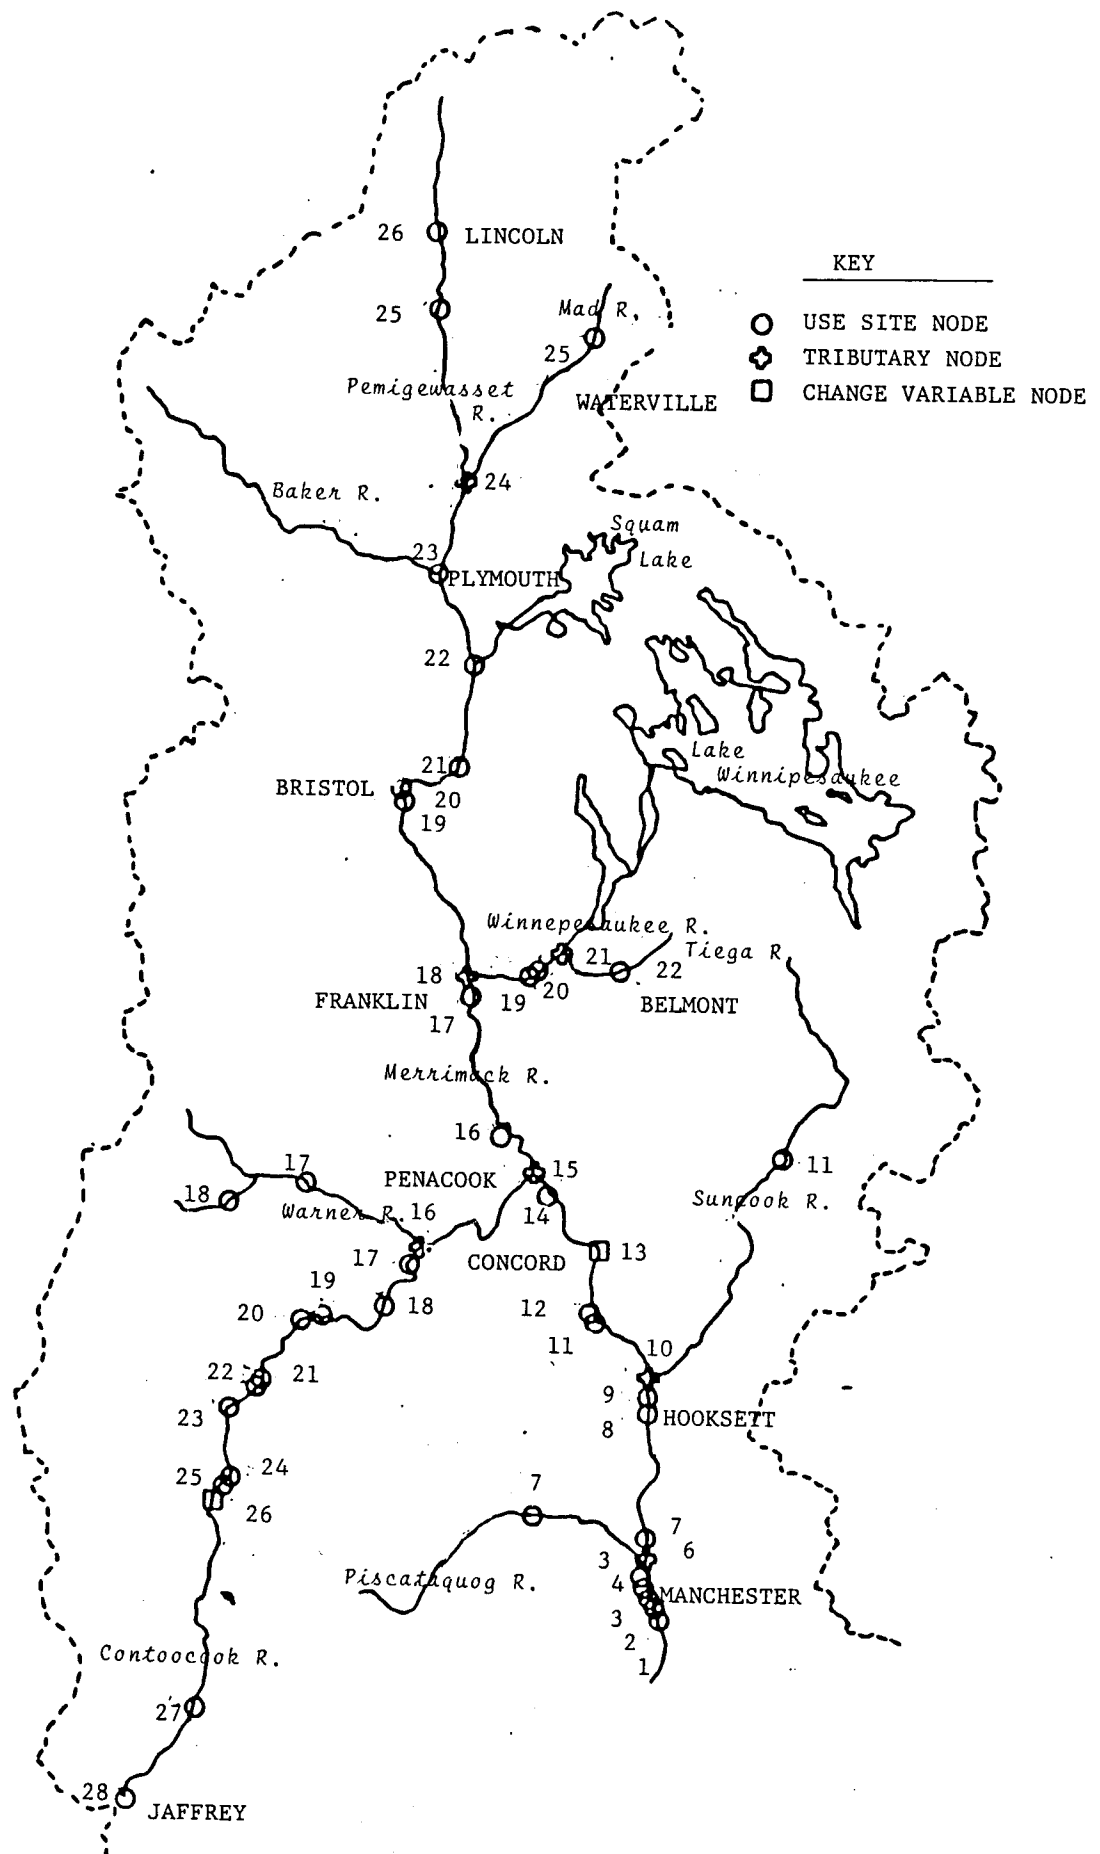 26 LINCOLN
KEY
25
Mad R.
USE SITE NODE
25
TRIBUTARY NODE
Pemigewasset
R.
WATERVILLE
CHANGE VARIABLE NODE
24
Baker R.
Squam
Lake
23
PLYMOUTH
22
Lake
Winnipesaukee
21
BRISTOL
20
19
Winnepesaukee R.
Tiega R.
21
22
18
19
20
FRANKLIN
BELMONT
17
Merrimack R.
16
15
17
PENACOOK
11
18
14
Suncook R.
Warner R.
16
17
CONCORD
13
19
18
12
20
11
10
22
21
9
23
8
HOOKSETT
24
25
26
7
7
6
3
4
Piscataquog R.
MANCHESTER
3
2
1
Contoocook R.
27
28
JAFFREY